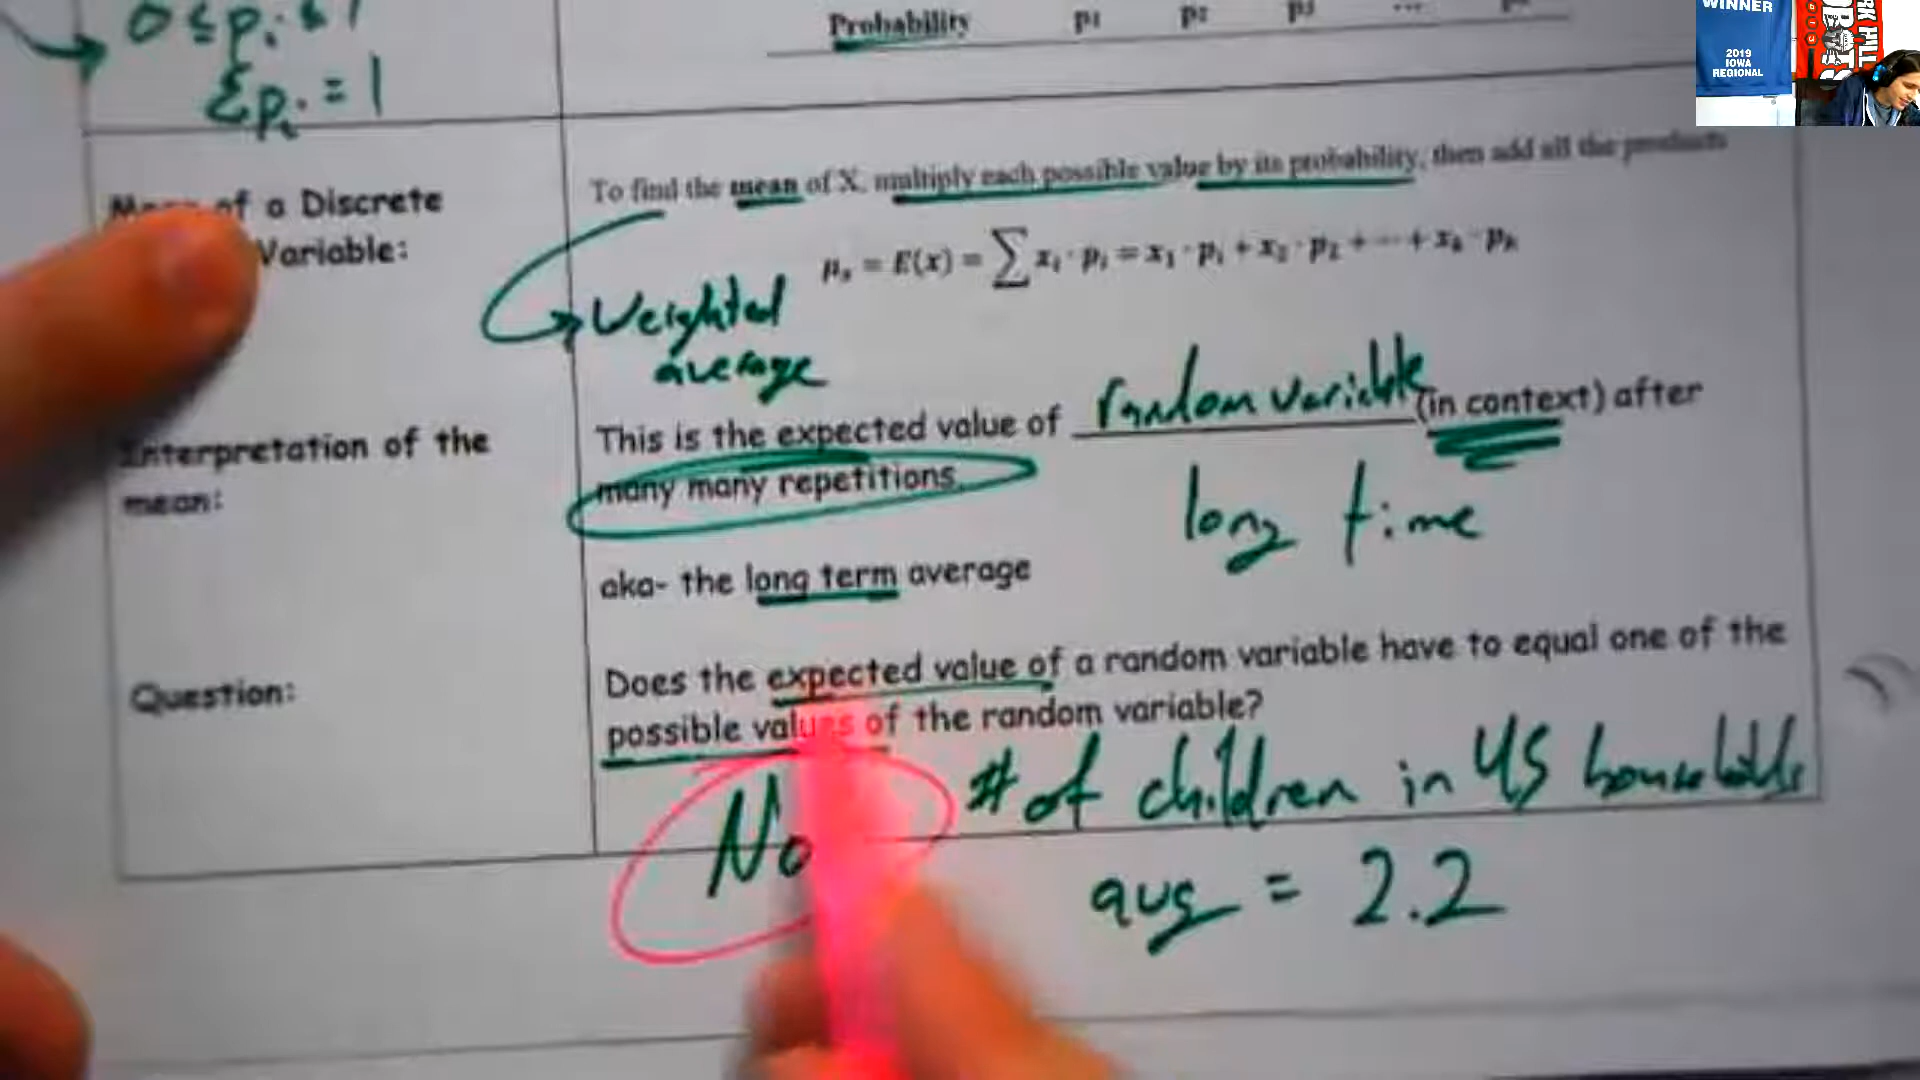 WINNER
2019
IOWA
REGIONAL
0 ≤ pᵢ ≤ 1
Σpᵢ = 1
Probability p₁ p₂ p₃ ...
of a Discrete
Variable:
To find the mean of X, multiply each possible value by its probability, then add all the products
μₓ = E(x) = ∑ xᵢ · pᵢ = x₁ · p₁ + x₂ · p₂ + ··· + xₖ · pₖ
Weighted
average
Interpretation of the
mean:
This is the expected value of random variable (in context) after
many many repetitions.
long time
aka- the long term average
Question:
Does the expected value of a random variable have to equal one of the
possible values of the random variable?
No
# of children in US households
avg = 2.2